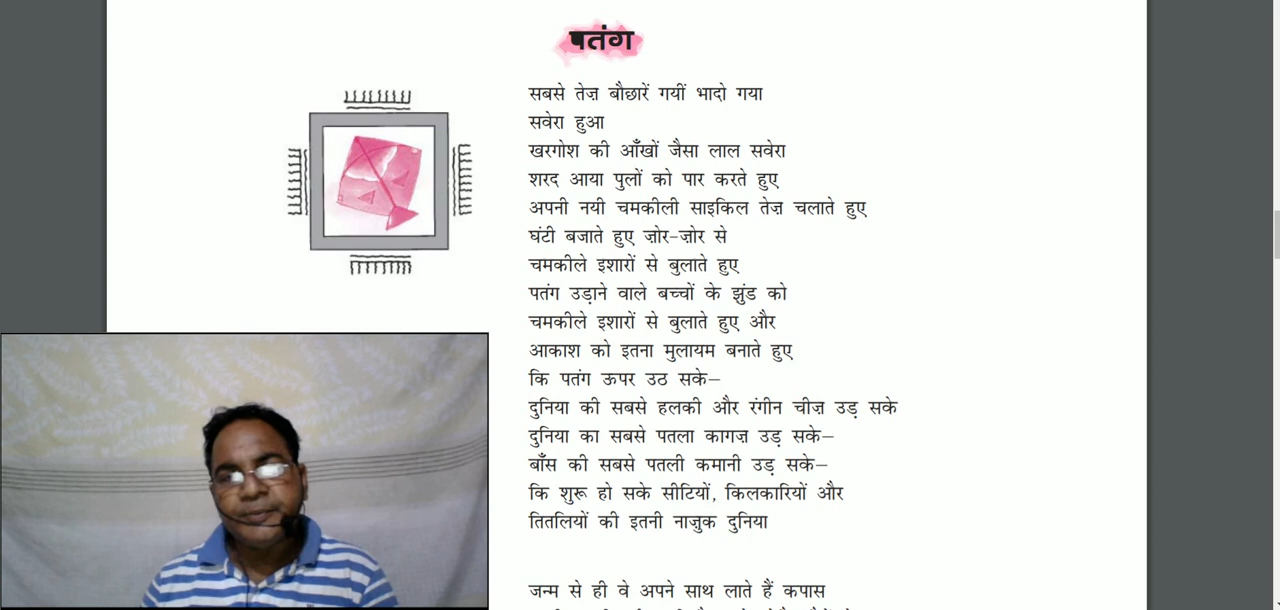 पतंग
सबसे तेज़ बौछारें गयीं भादो गया
सवेरा हुआ
खरगोश की आँखों जैसा लाल सवेरा
शरद आया पुलों को पार करते हुए
अपनी नयी चमकीली साइकिल तेज़ चलाते हुए
घंटी बजाते हुए ज़ोर-ज़ोर से
चमकीले इशारों से बुलाते हुए
पतंग उड़ाने वाले बच्चों के झुंड को
चमकीले इशारों से बुलाते हुए और
आकाश को इतना मुलायम बनाते हुए
कि पतंग ऊपर उठ सके–
दुनिया की सबसे हलकी और रंगीन चीज़ उड़ सके
दुनिया का सबसे पतला कागज़ उड़ सके–
बाँस की सबसे पतली कमानी उड़ सके–
कि शुरू हो सके सीटियों, किलकारियों और
तितलियों की इतनी नाज़ुक दुनिया
जन्म से ही वे अपने साथ लाते हैं कपास